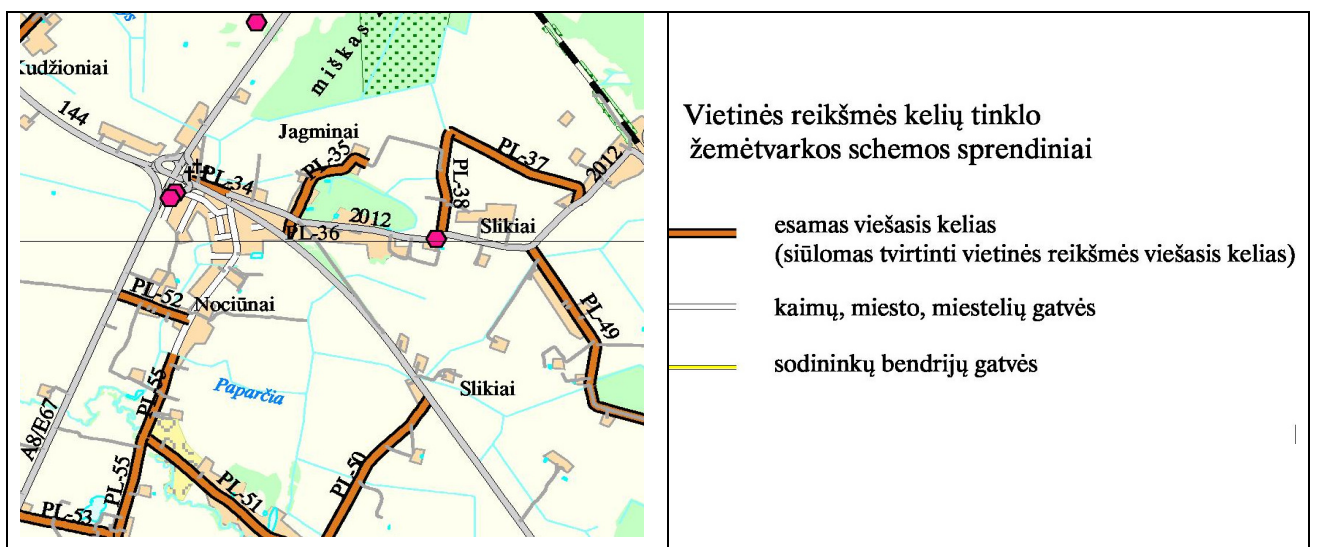 Kudžioniai
miškas
144
Jagminai
PL-35
PL-34
PL-37
PL-38
2012
2012
PL-36
Slikiai
PL-52
Nociūnai
PL-49
PL-55
Paparčia
Slikiai
A8/E67
PL-55
PL-51
PL-50
PL-53
Vietinės reikšmės kelių tinklo
žemėtvarkos schemos sprendiniai
esamas viešasis kelias
(siūlomas tvirtinti vietinės reikšmės viešasis kelias)
kaimų, miesto, miestelių gatvės
sodininkų bendrijų gatvės